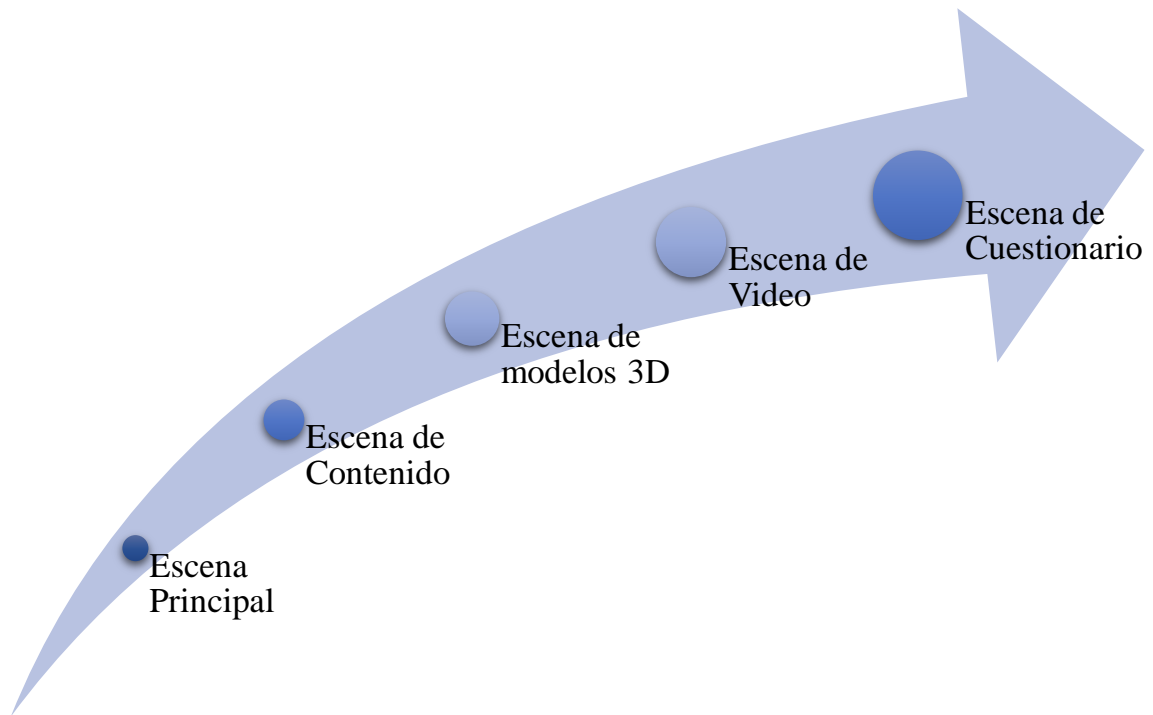 Escena
Principal
Escena de
Contenido
Escena de
modelos 3D
Escena de
Video
Escena de
Cuestionario